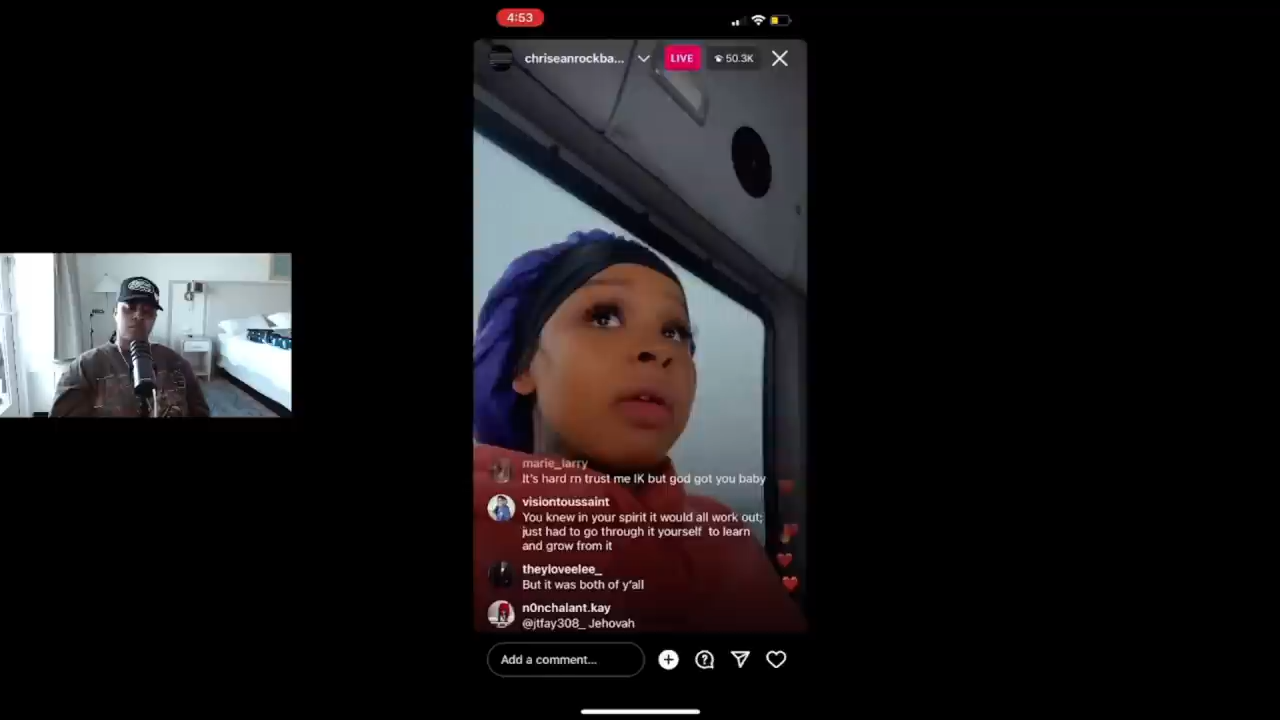 4:53
chriseanrockba...
LIVE
50.3K
marie_larry
It's hard rn trust me IK but god got you baby
visiontoussaint
You knew in your spirit it would all work out;
just had to go through it yourself to learn
and grow from it
theyloveelee_
But it was both of y'all
n0nchalant.kay
@jtfay308_ Jehovah
Add a comment...